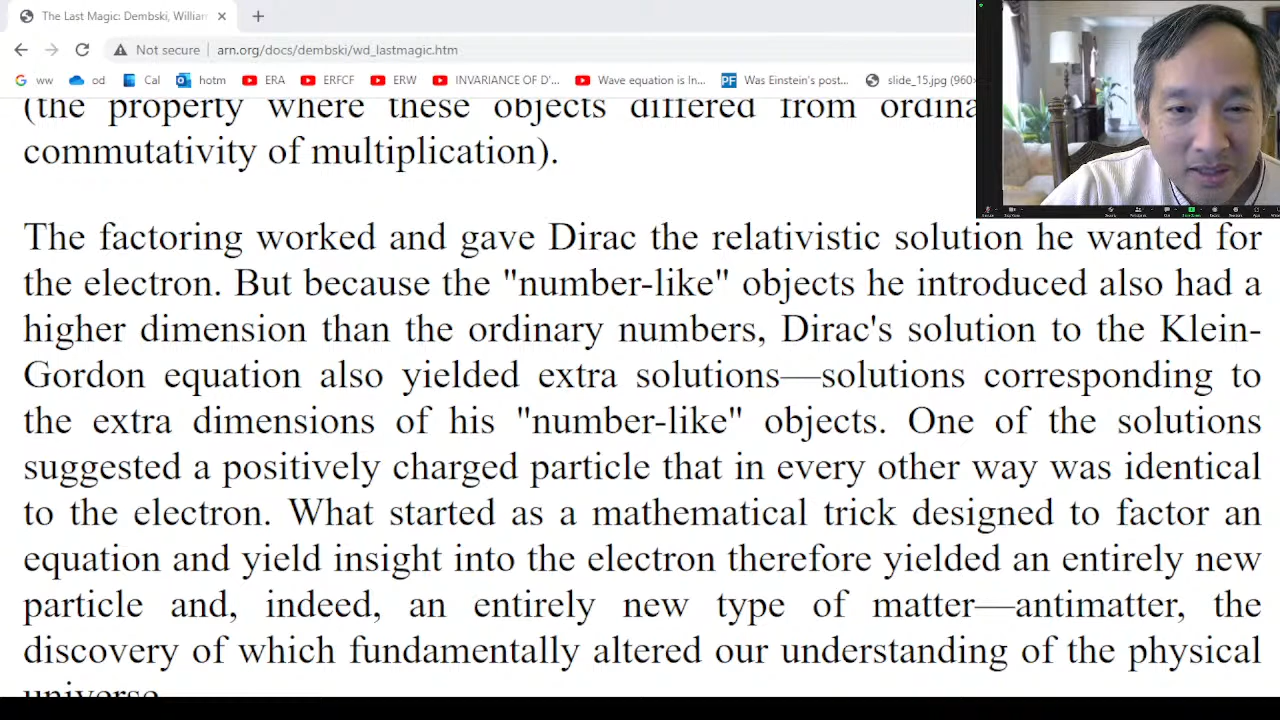 The Last Magic: Dembski, William
Not secure | arn.org/docs/dembski/wd_lastmagic.htm
ww od Cal hotm ERA ERFCF ERW INVARIANCE OF D'... Wave equation is In... Was Einstein's post... slide_15.jpg (960×
(the property where these objects differed from ordina
commutativity of multiplication).
The factoring worked and gave Dirac the relativistic solution he wanted for
the electron. But because the "number-like" objects he introduced also had a
higher dimension than the ordinary numbers, Dirac's solution to the Klein-
Gordon equation also yielded extra solutions—solutions corresponding to
the extra dimensions of his "number-like" objects. One of the solutions
suggested a positively charged particle that in every other way was identical
to the electron. What started as a mathematical trick designed to factor an
equation and yield insight into the electron therefore yielded an entirely new
particle and, indeed, an entirely new type of matter—antimatter, the
discovery of which fundamentally altered our understanding of the physical
universe